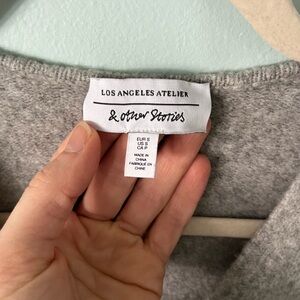 LOS ANGELES ATELIER
& other Stories
EUR S
US S
CA P
MADE IN
CHINA
FABRIQUÉ EN
CHINE